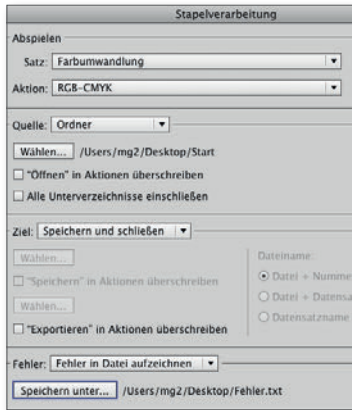 Stapelverarbeitung
Abspielen
Satz: Farbumwandlung
Aktion: RGB-CMYK
Quelle: Ordner
Wählen... /Users/mg2/Desktop/Start
"Öffnen" in Aktionen überschreiben
Alle Unterverzeichnisse einschließen
Ziel: Speichern und schließen
Wählen...
Dateiname:
"Speichern" in Aktionen überschreiben
Datei + Numme
Wählen...
Datei + Datensa
"Exportieren" in Aktionen überschreiben
Datensatzname
Fehler: Fehler in Datei aufzeichnen
Speichern unter... /Users/mg2/Desktop/Fehler.txt